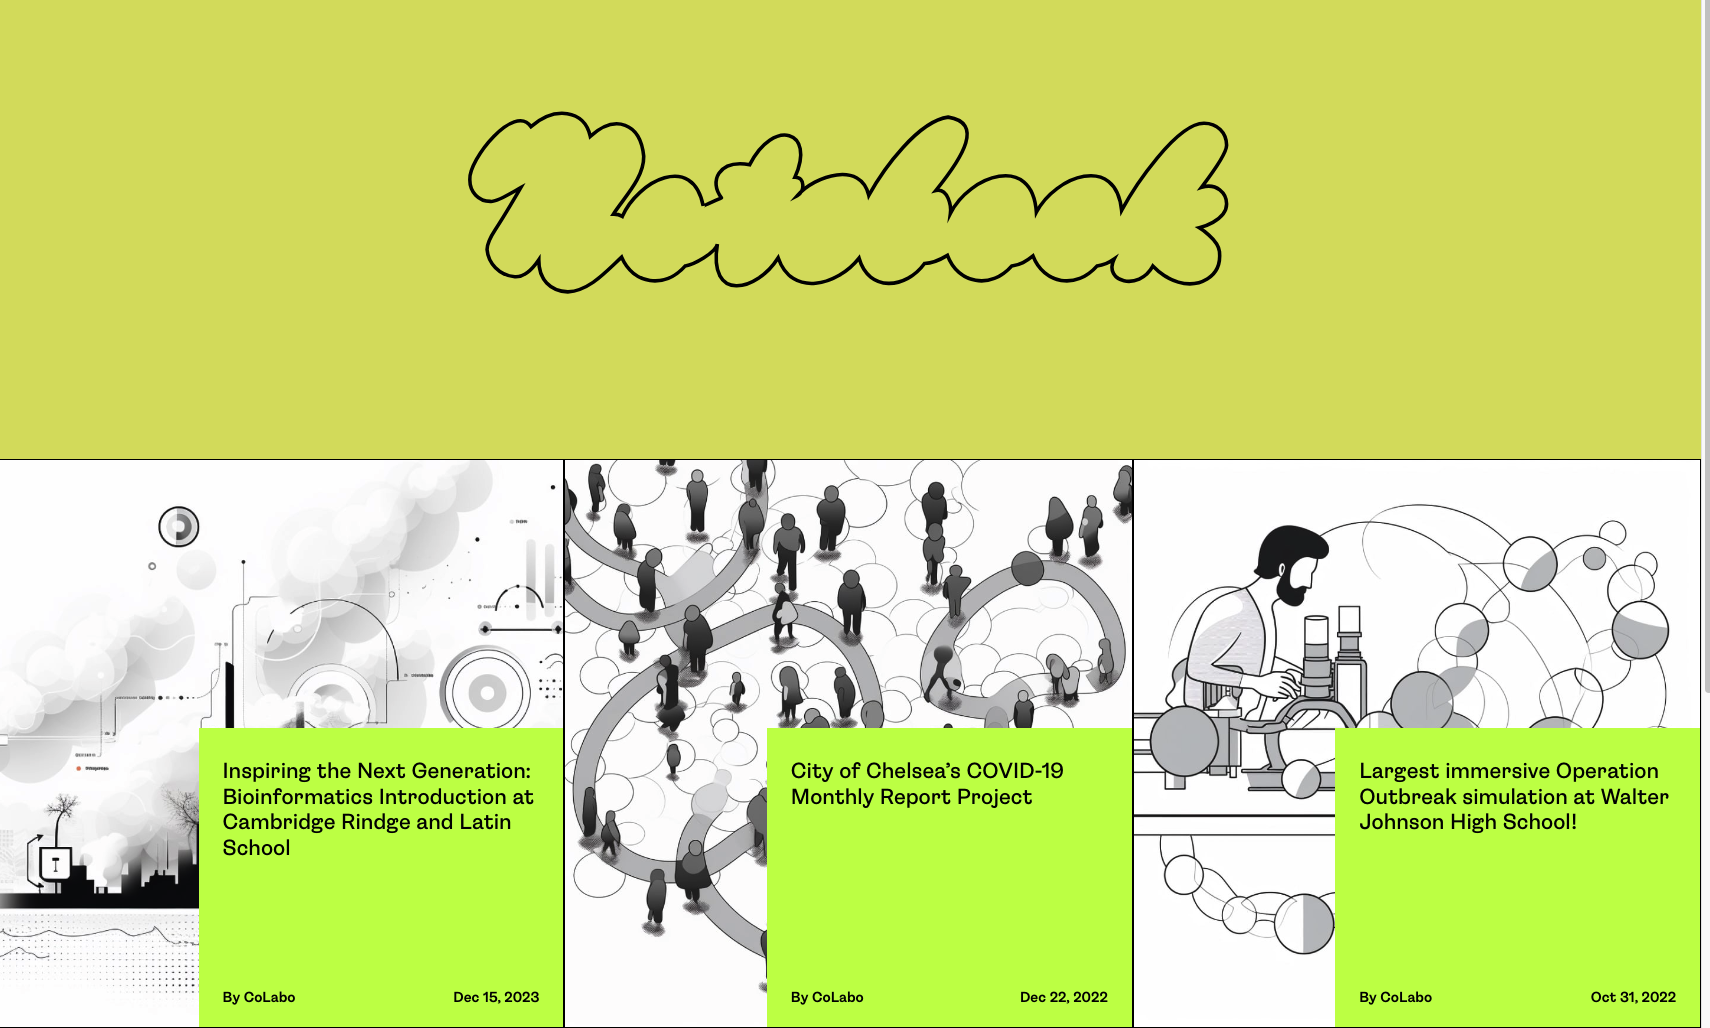 Notebook
Inspiring the Next Generation:
Bioinformatics Introduction at
Cambridge Rindge and Latin
School
By CoLabo
Dec 15, 2023
City of Chelsea’s COVID-19
Monthly Report Project
By CoLabo
Dec 22, 2022
Largest immersive Operation
Outbreak simulation at Walter
Johnson High School!
By CoLabo
Oct 31, 2022